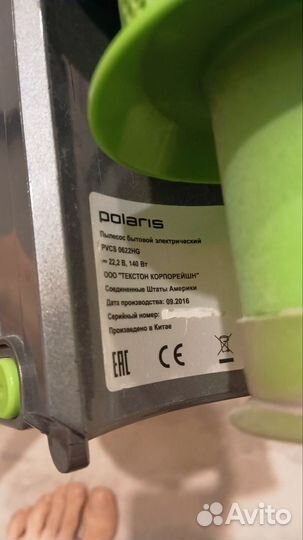 polaris
Пылесос бытовой электрический
PVCS 0622HG
22,2 В, 140 Вт
ООО "ТЕКСТОН КОРПОРЕЙШН"
Соединенные Штаты Америки
Дата производства: 09.2016
Серийный номер:
Произведено в Китае
EAC CE
Avito